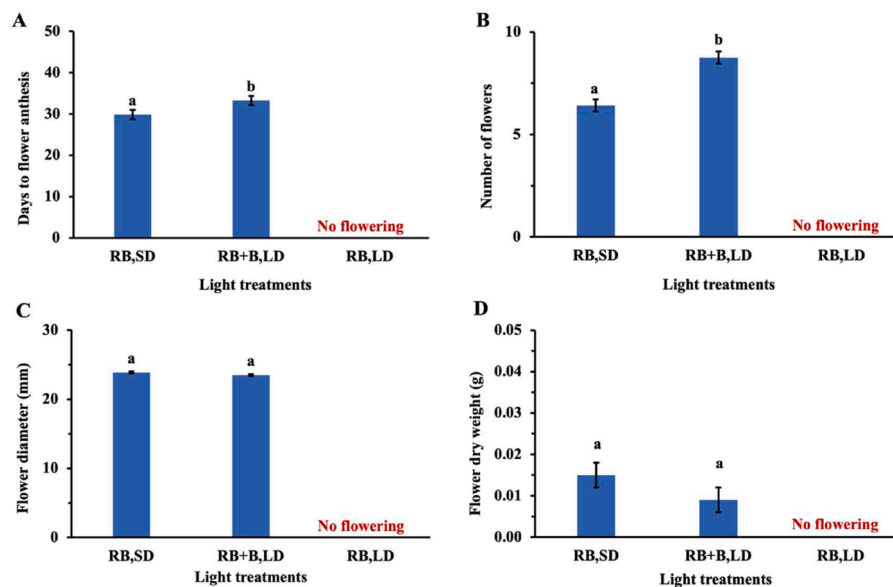 A
Days to flower anthesis
50
40
30
20
10
0
a
b
No flowering
RB,SD RB+B,LD RB,LD
Light treatments
B
Number of flowers
10
5
0
a
b
No flowering
RB,SD RB+B,LD RB,LD
Light treatments
C
Flower diameter (mm)
30
20
10
0
a
a
No flowering
RB,SD RB+B,LD RB,LD
Light treatments
D
Flower dry weight (g)
0.05
0.04
0.03
0.02
0.01
0.00
a
a
No flowering
RB,SD RB+B,LD RB,LD
Light treatments